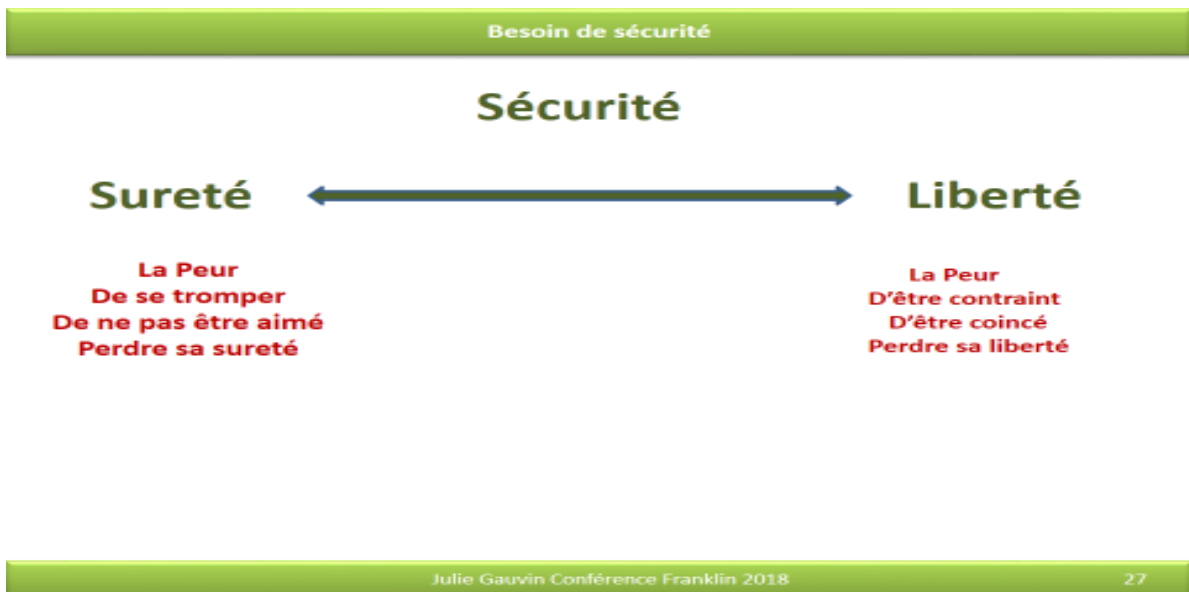 Besoin de sécurité
Sécurité
Sureté
Liberté
La Peur
De se tromper
De ne pas être aimé
Perdre sa sureté
La Peur
D'être contraint
D'être coincé
Perdre sa liberté
Julie Gauvin Conférence Franklin 2018
27